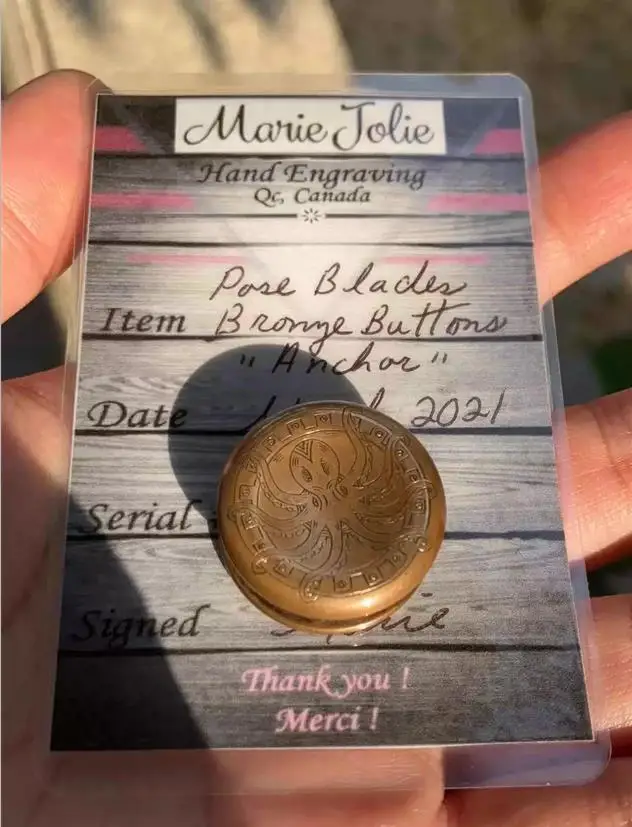 Marie Jolie
Hand Engraving
Qc, Canada
Pose Blades
Item Bronze Buttons
"Anchor"
Date 2021
Serial
Signed
Thank you !
Merci !